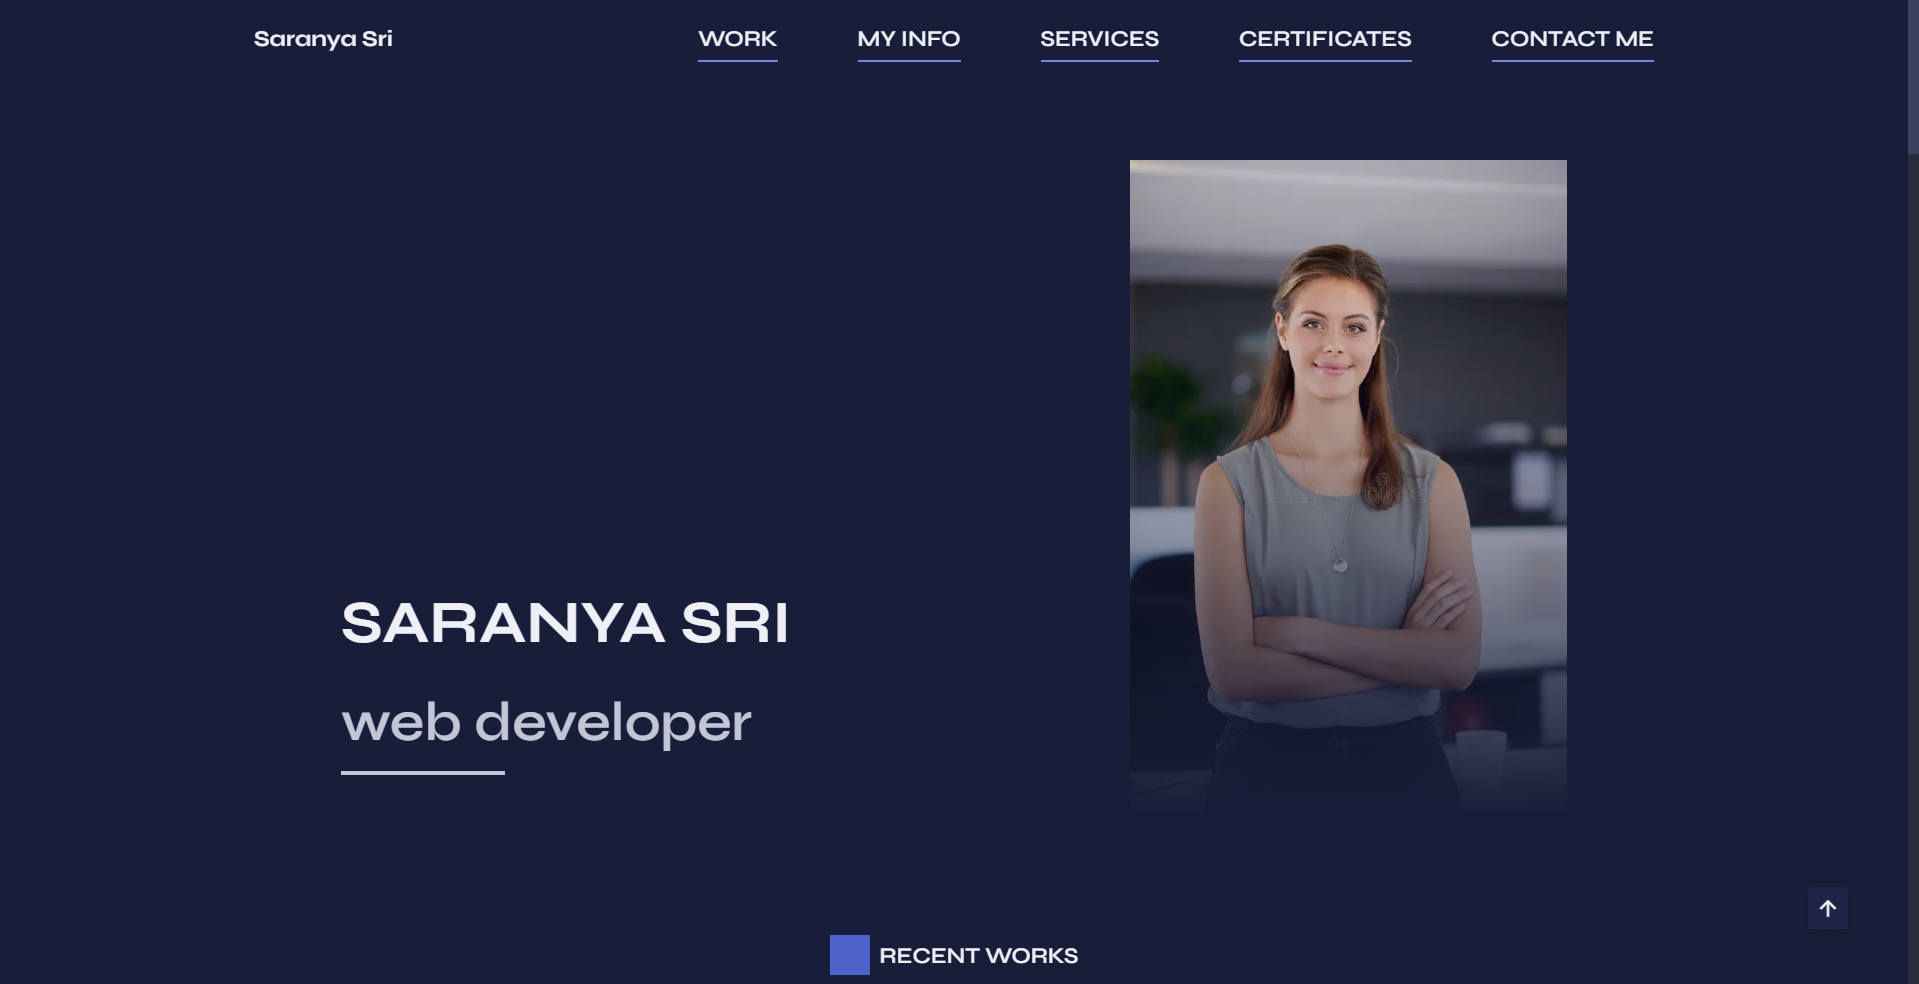 Saranya Sri
WORK
MY INFO
SERVICES
CERTIFICATES
CONTACT ME
SARANYA SRI
web developer
RECENT WORKS